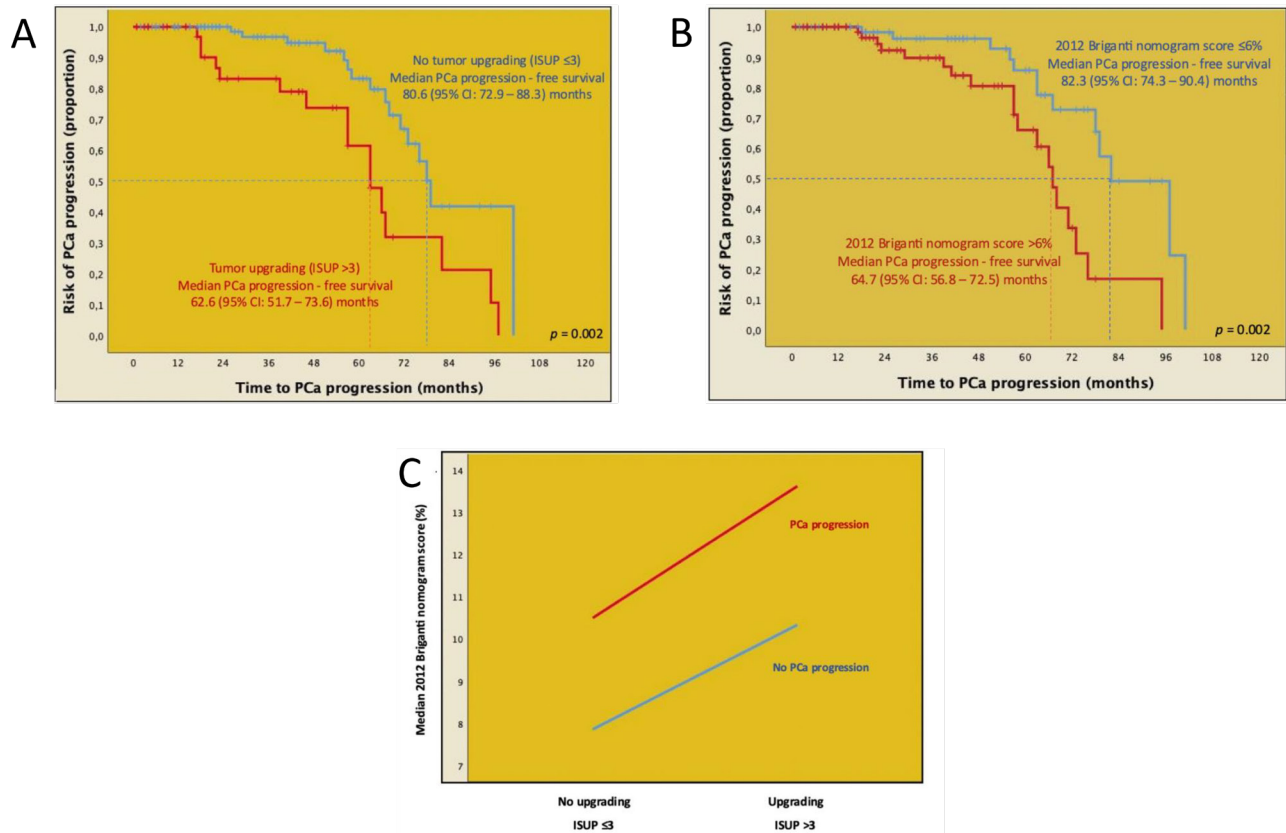 A
Risk of PCa progression (proportion)
1,0
0,9
0,8
0,7
0,6
0,5
0,4
0,3
0,2
0,1
0,0
No tumor upgrading (ISUP ≤3)
Median PCa progression - free survival
80.6 (95% CI: 72.9 – 88.3) months
Tumor upgrading (ISUP >3)
Median PCa progression - free survival
62.6 (95% CI: 51.7 – 73.6) months
p = 0.002
0 12 24 36 48 60 72 84 96 108 120
Time to PCa progression (months)
B
Risk of PCa progression (proportion)
1,0
0,9
0,8
0,7
0,6
0,5
0,4
0,3
0,2
0,1
0,0
2012 Briganti nomogram score ≤6%
Median PCa progression - free survival
82.3 (95% CI: 74.3 – 90.4) months
2012 Briganti nomogram score >6%
Median PCa progression - free survival
64.7 (95% CI: 56.8 – 72.5) months
p = 0.002
0 12 24 36 48 60 72 84 96 108 120
Time to PCa progression (months)
C
Median 2012 Briganti nomogram score (%)
14
13
12
11
10
9
8
7
PCa progression
No PCa progression
No upgrading Upgrading
ISUP ≤3 ISUP >3